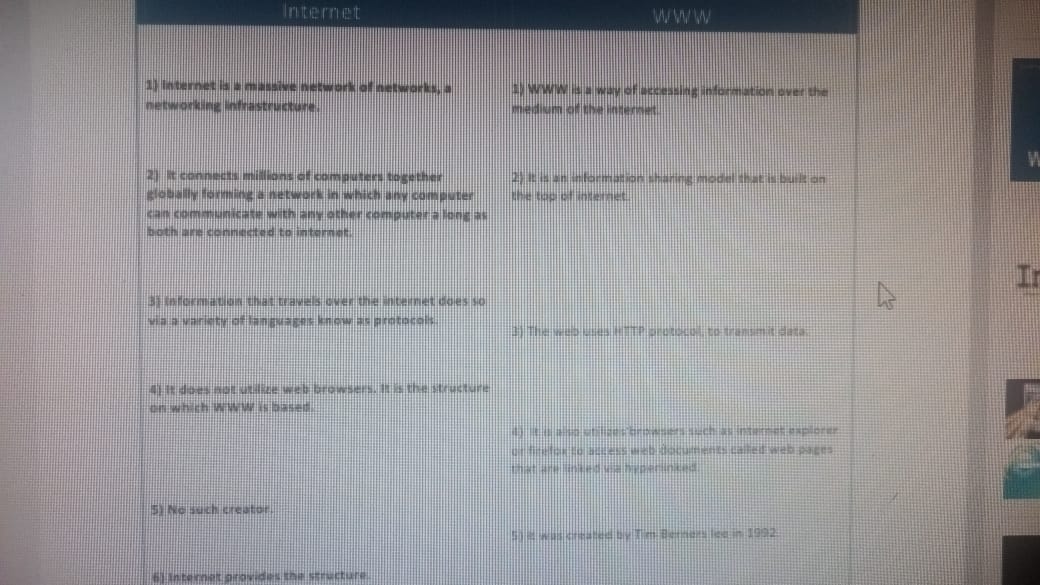 Internet
WWW
1) Internet is a massive network of networks, a
networking infrastructure.
1) WWW is a way of accessing information over the
medium of the internet.
2) It connects millions of computers together
globally forming a network in which any computer
can communicate with any other computer a long as
both are connected to internet.
2) It is an information sharing model that is built on
the top of internet.
3) Information that travels over the internet does so
via a variety of languages know as protocols.
3) The web uses HTTP protocol, to transmit data.
4) It does not utilize web browsers. It is the structure
on which WWW is based.
4) It is also utilizes browsers such as internet explorer
or firefox to access web documents called web pages
that are linked via hyperlinked.
5) No such creator.
5) It was created by Tim Berners lee in 1992
6) Internet provides the structure.
W